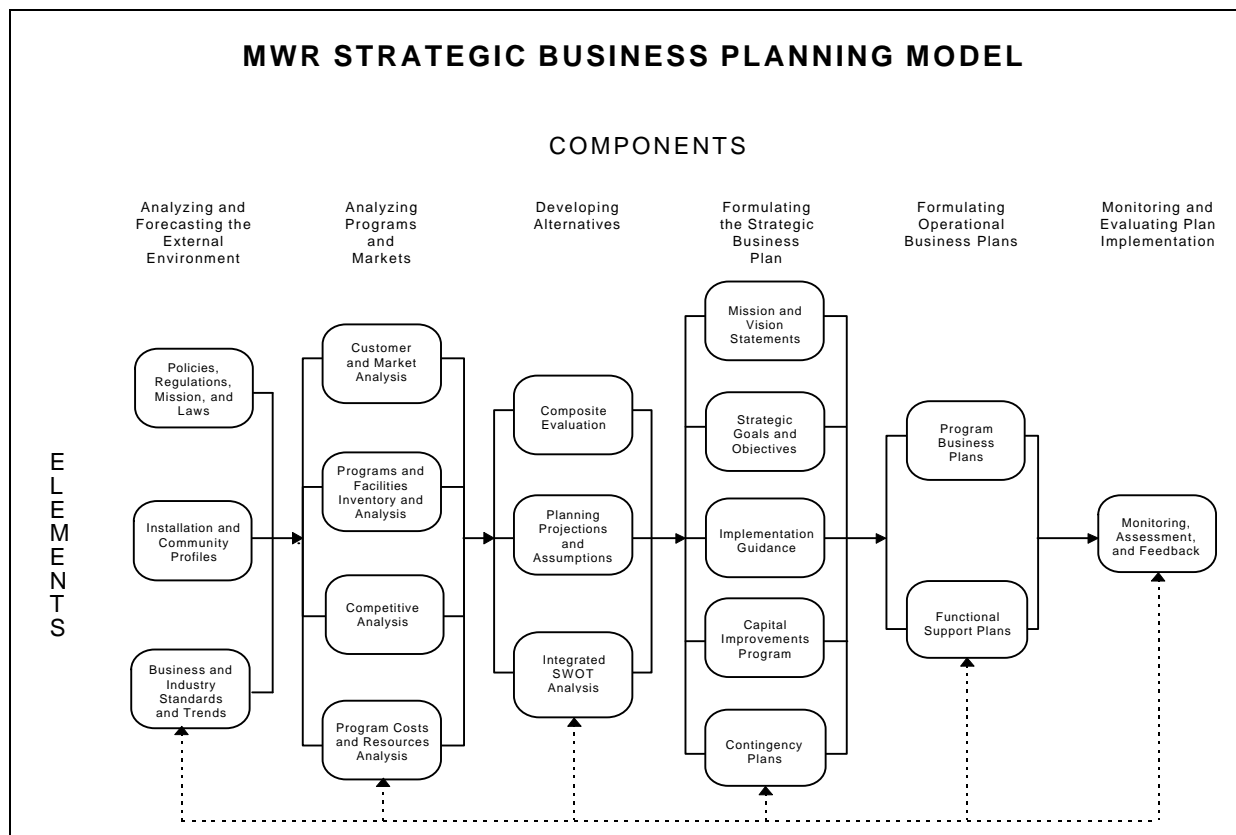 MWR STRATEGIC BUSINESS PLANNING MODEL
COMPONENTS
Analyzing and
Forecasting the
External
Environment
Analyzing
Programs
and
Markets
Developing
Alternatives
Formulating
the Strategic
Business
Plan
Formulating
Operational
Business Plans
Monitoring and
Evaluating Plan
Implementation
ELEMENTS
Policies,
Regulations,
Mission, and
Laws
Installation and
Community
Profiles
Business and
Industry
Standards
and Trends
Customer
and Market
Analysis
Programs and
Facilities
Inventory and
Analysis
Competitive
Analysis
Program Costs
and Resources
Analysis
Composite
Evaluation
Planning
Projections
and
Assumptions
Integrated
SWOT
Analysis
Mission and
Vision
Statements
Strategic
Goals and
Objectives
Implementation
Guidance
Capital
Improvements
Program
Contingency
Plans
Program
Business
Plans
Functional
Support Plans
Monitoring,
Assessment,
and Feedback